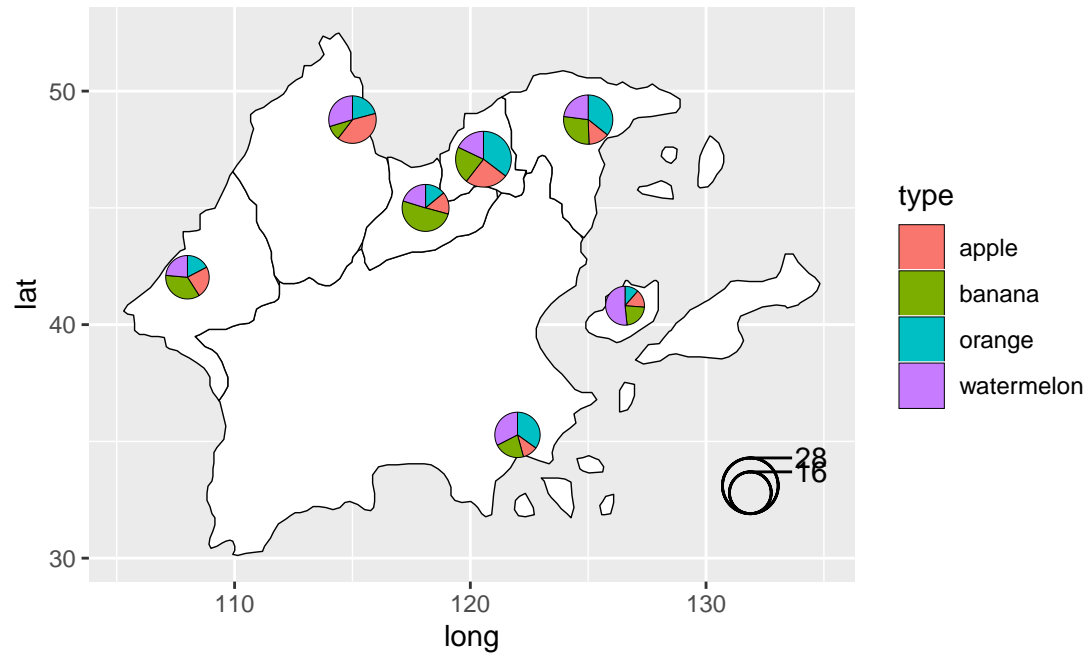 50
40
30
lat
110
120
130
long
28
16
type
apple
banana
orange
watermelon